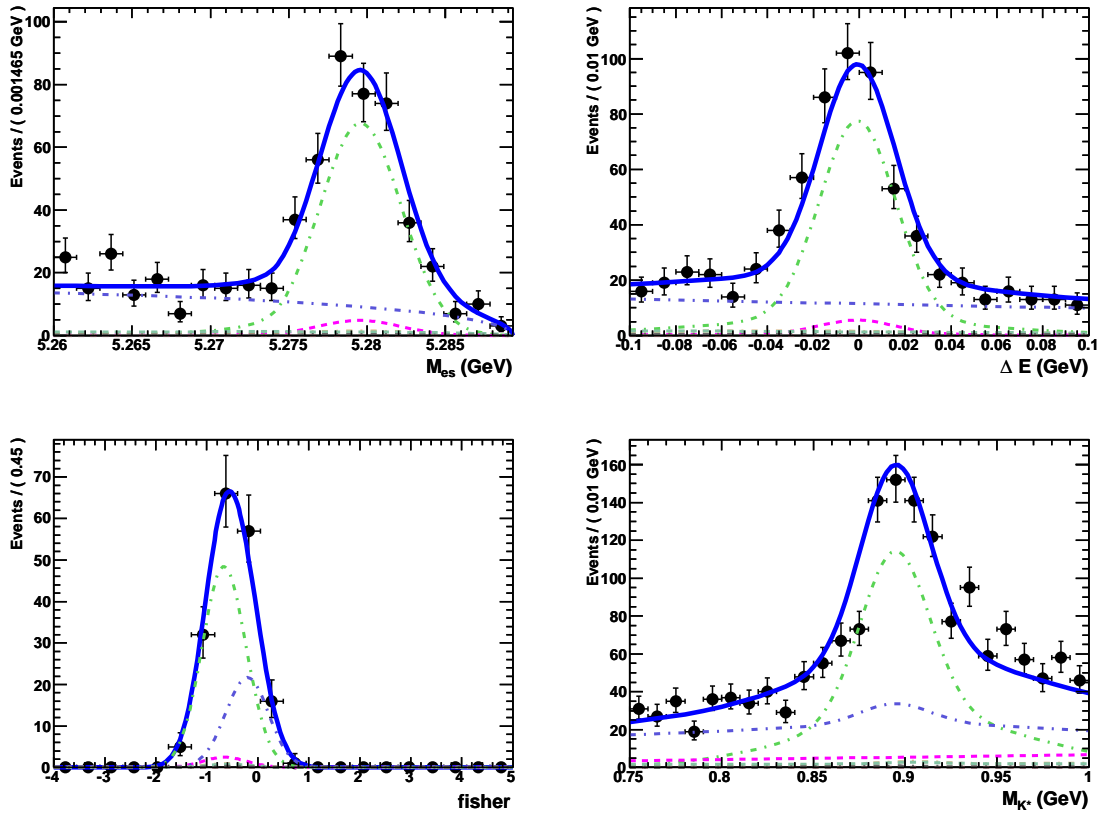 Events / ( 0.001465 GeV )
100
80
60
40
20
0
5.26 5.265 5.27 5.275 5.28 5.285
M_es (GeV)
Events / ( 0.01 GeV )
100
80
60
40
20
0
-0.1 -0.08 -0.06 -0.04 -0.02 0 0.02 0.04 0.06 0.08 0.1
Δ E (GeV)
Events / ( 0.45 )
70
60
50
40
30
20
10
0
-4 -3 -2 -1 0 1 2 3 4 5
fisher
Events / ( 0.01 GeV )
160
140
120
100
80
60
40
20
0
0.75 0.8 0.85 0.9 0.95 1
M_K* (GeV)